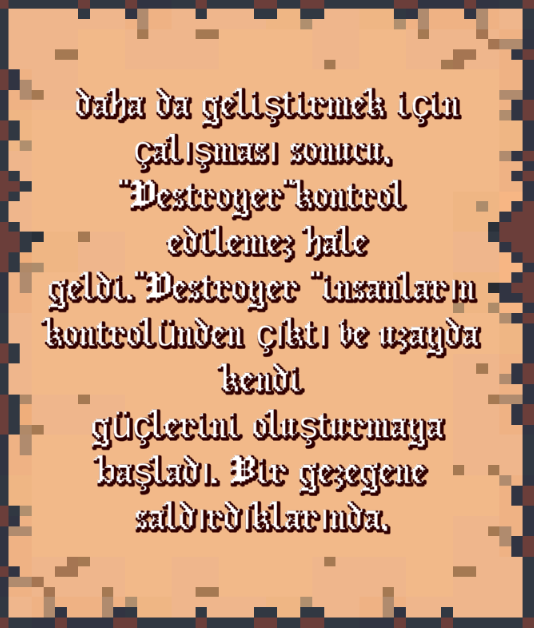 daha da geliştirmek için
çalışması sonucu,
"Destroyer"kontrol
edilemez hale
geldi."Destroyer "insanların
kontrolünden çıktı ve uzayda
kendi
güçlerini oluşturmaya
başladı. Bir gezegene
saldırdıklarında,